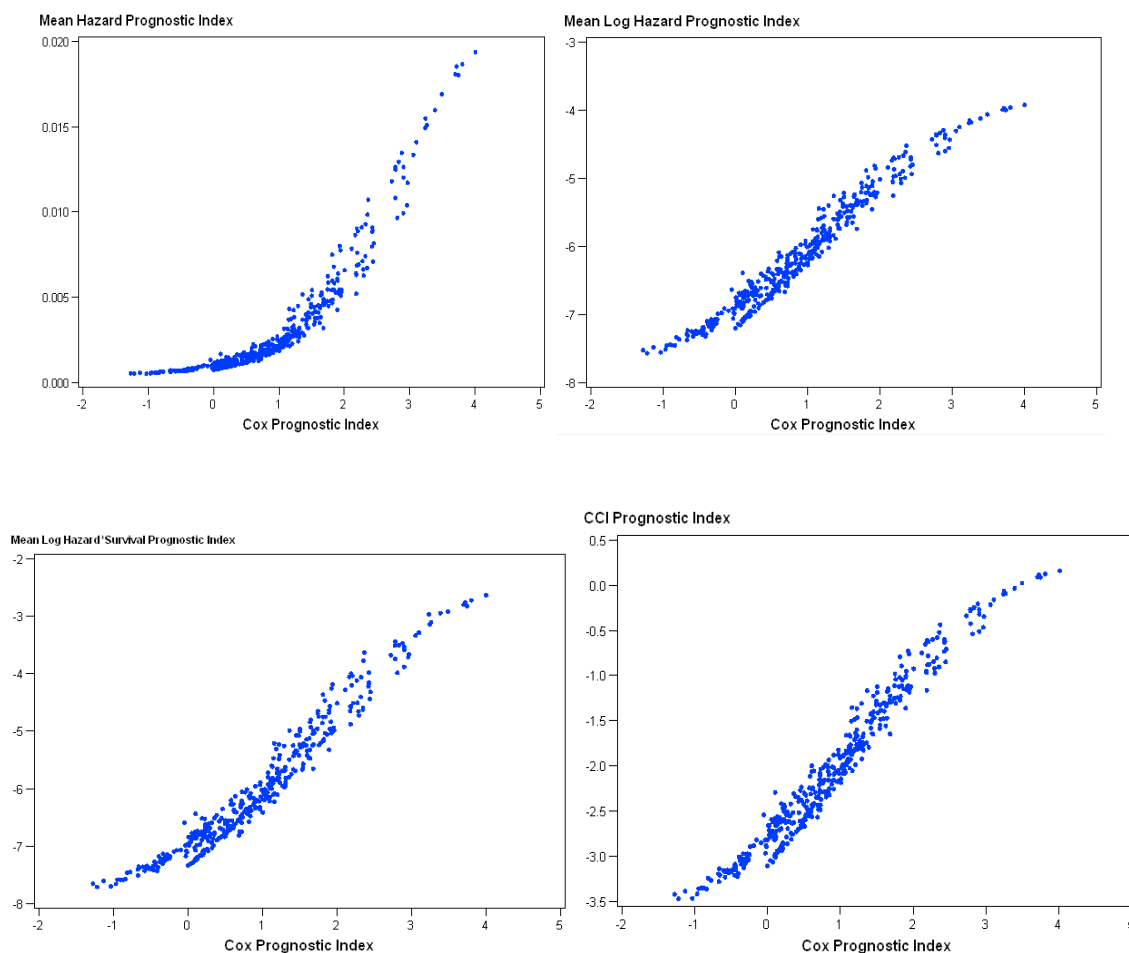 Mean Hazard Prognostic Index
0.020
0.015
0.010
0.005
0.000
-2 -1 0 1 2 3 4 5
Cox Prognostic Index
Mean Log Hazard Prognostic Index
-3
-4
-5
-6
-7
-8
-2 -1 0 1 2 3 4 5
Cox Prognostic Index
Mean Log Hazard*Survival Prognostic Index
-2
-3
-4
-5
-6
-7
-8
-2 -1 0 1 2 3 4 5
Cox Prognostic Index
CCI Prognostic Index
0.5
0.0
-0.5
-1.0
-1.5
-2.0
-2.5
-3.0
-3.5
-2 -1 0 1 2 3 4
Cox Prognostic Index